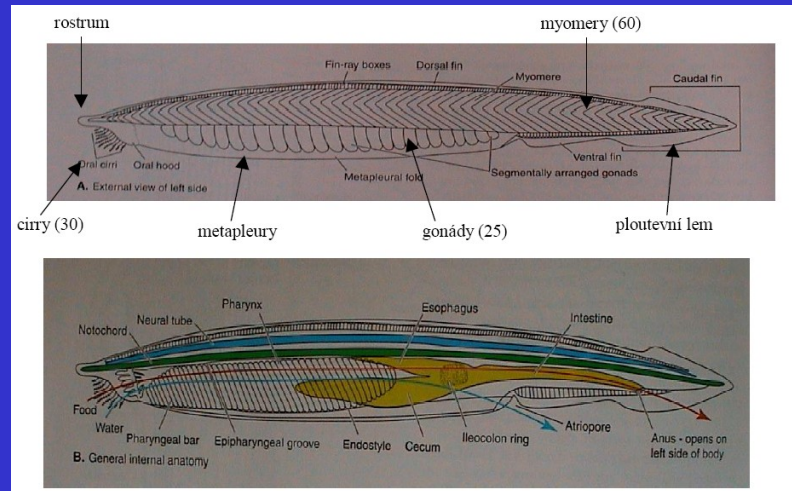 rostrum
myomery (60)
Fin-ray boxes
Dorsal fin
Myomere
Caudal fin
Oral cirri
Oral hood
Metapleural fold
Ventral fin
Segmentally arranged gonads
A. External view of left side
cirry (30)
metapleury
gonády (25)
ploutevní lem
Pharynx
Esophagus
Intestine
Neural tube
Notochord
Food
Water
Pharyngeal bar
Epipharyngeal groove
Endostyle
Cecum
Ileocolon ring
Atriopore
Anus - opens on
left side of body
B. General internal anatomy